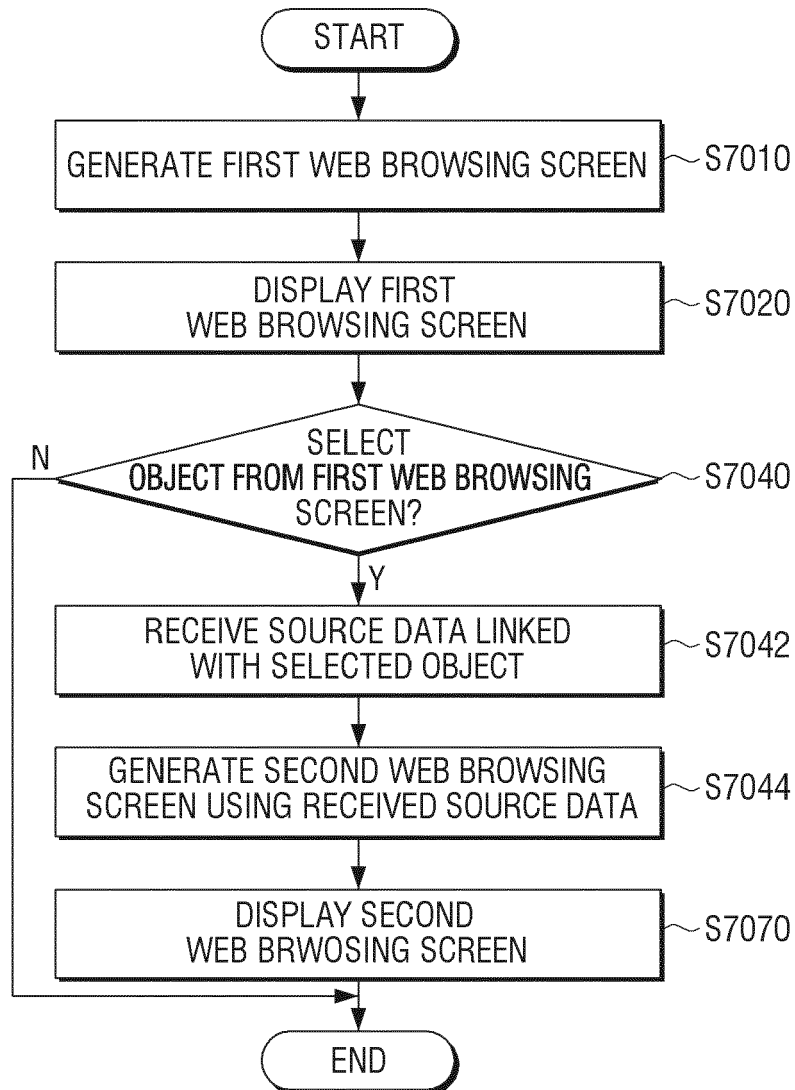 START
GENERATE FIRST WEB BROWSING SCREEN
S7010
DISPLAY FIRST
WEB BROWSING SCREEN
S7020
SELECT
OBJECT FROM FIRST WEB BROWSING
SCREEN?
S7040
N
Y
RECEIVE SOURCE DATA LINKED
WITH SELECTED OBJECT
S7042
GENERATE SECOND WEB BROWSING
SCREEN USING RECEIVED SOURCE DATA
S7044
DISPLAY SECOND
WEB BRWOSING SCREEN
S7070
END